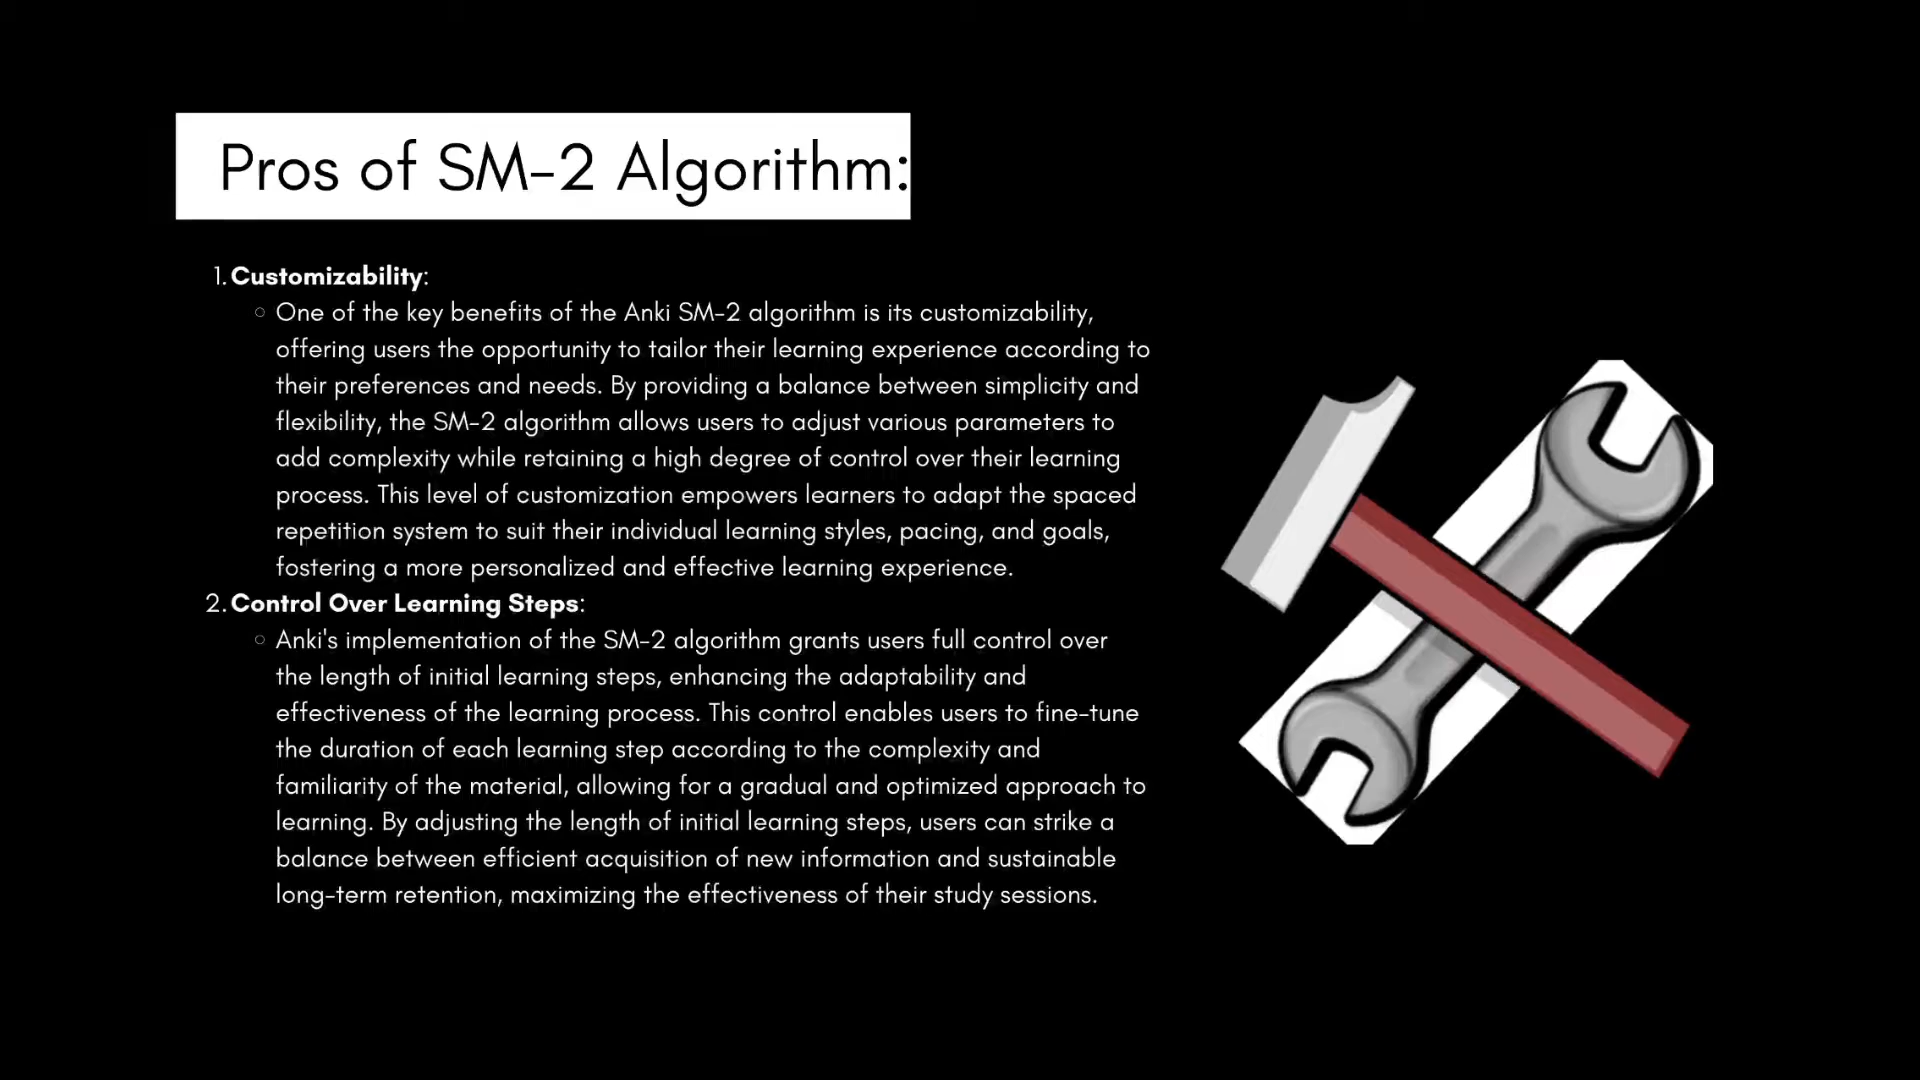 Pros of SM-2 Algorithm:
1. Customizability:
○ One of the key benefits of the Anki SM-2 algorithm is its customizability,
offering users the opportunity to tailor their learning experience according to
their preferences and needs. By providing a balance between simplicity and
flexibility, the SM-2 algorithm allows users to adjust various parameters to
add complexity while retaining a high degree of control over their learning
process. This level of customization empowers learners to adapt the spaced
repetition system to suit their individual learning styles, pacing, and goals,
fostering a more personalized and effective learning experience.
2. Control Over Learning Steps:
○ Anki's implementation of the SM-2 algorithm grants users full control over
the length of initial learning steps, enhancing the adaptability and
effectiveness of the learning process. This control enables users to fine-tune
the duration of each learning step according to the complexity and
familiarity of the material, allowing for a gradual and optimized approach to
learning. By adjusting the length of initial learning steps, users can strike a
balance between efficient acquisition of new information and sustainable
long-term retention, maximizing the effectiveness of their study sessions.